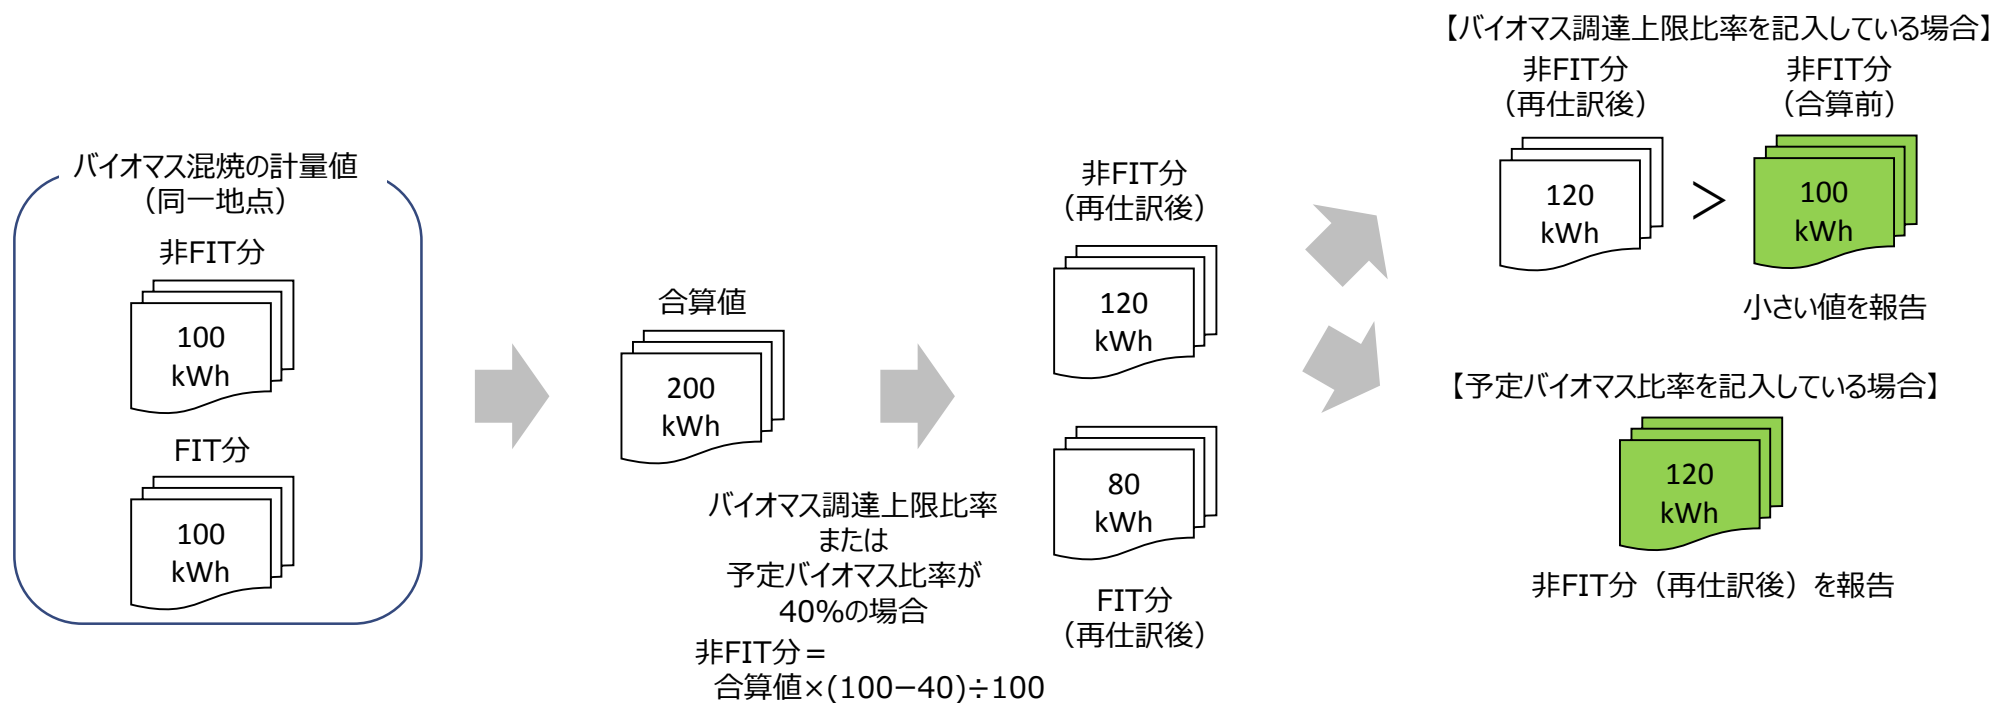 バイオマス混焼の計量値
（同一地点）
非FIT分
100
kWh
FIT分
100
kWh
合算値
200
kWh
バイオマス調達上限比率
または
予定バイオマス比率が
40%の場合
非FIT分＝
合算値×(100−40)÷100
非FIT分
（再仕訳後）
120
kWh
80
kWh
FIT分
（再仕訳後）
【バイオマス調達上限比率を記入している場合】
非FIT分
（再仕訳後）
120
kWh
＞
非FIT分
（合算前）
100
kWh
小さい値を報告
【予定バイオマス比率を記入している場合】
120
kWh
非FIT分（再仕訳後）を報告